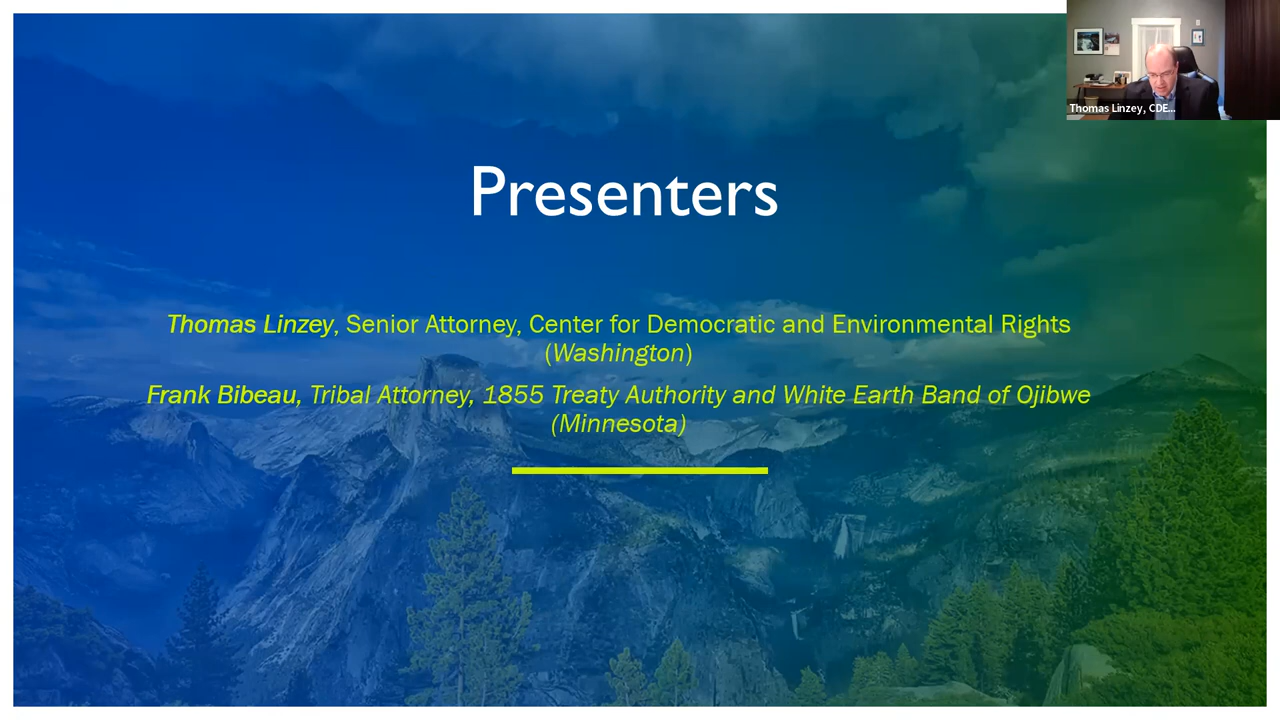 Thomas Linzey, CDE...
Presenters
Thomas Linzey, Senior Attorney, Center for Democratic and Environmental Rights
(Washington)
Frank Bibeau, Tribal Attorney, 1855 Treaty Authority and White Earth Band of Ojibwe
(Minnesota)